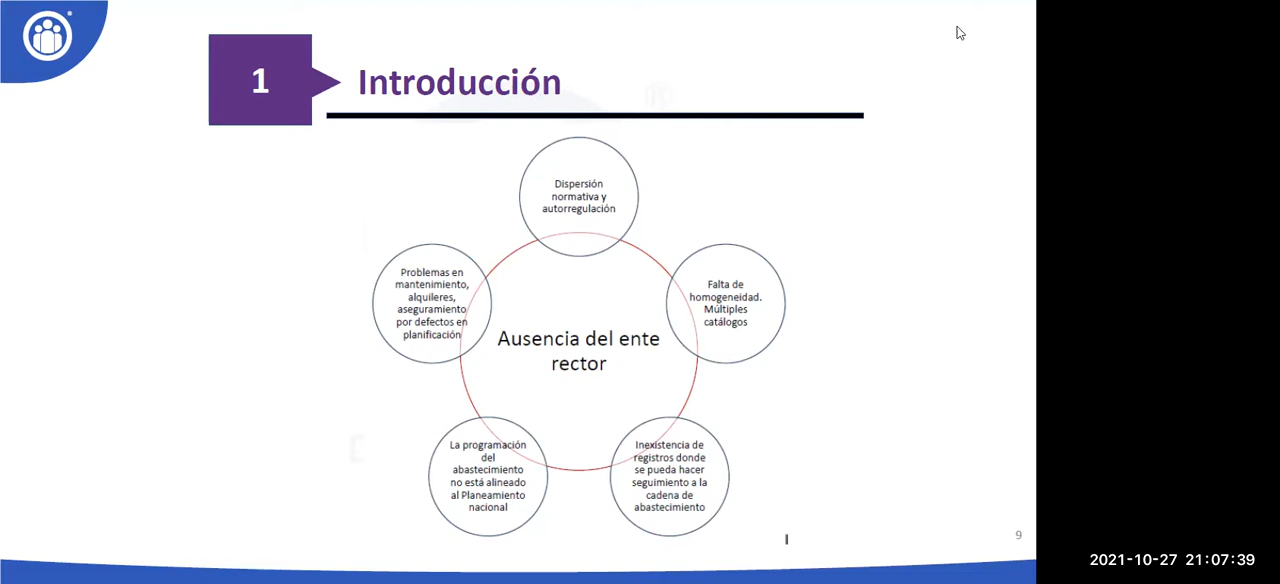 1
Introducción
Dispersión
normativa y
autorregulación
Problemas en
mantenimiento,
alquileres,
aseguramiento
por defectos en
planificación
Falta de
homogeneidad.
Múltiples
catálogos
Ausencia del ente
rector
La programación
del
abastecimiento
no está alineado
al Planeamiento
nacional
Inexistencia de
registros donde
se pueda hacer
seguimiento a la
cadena de
abastecimiento
9
2021-10-27 21:07:39